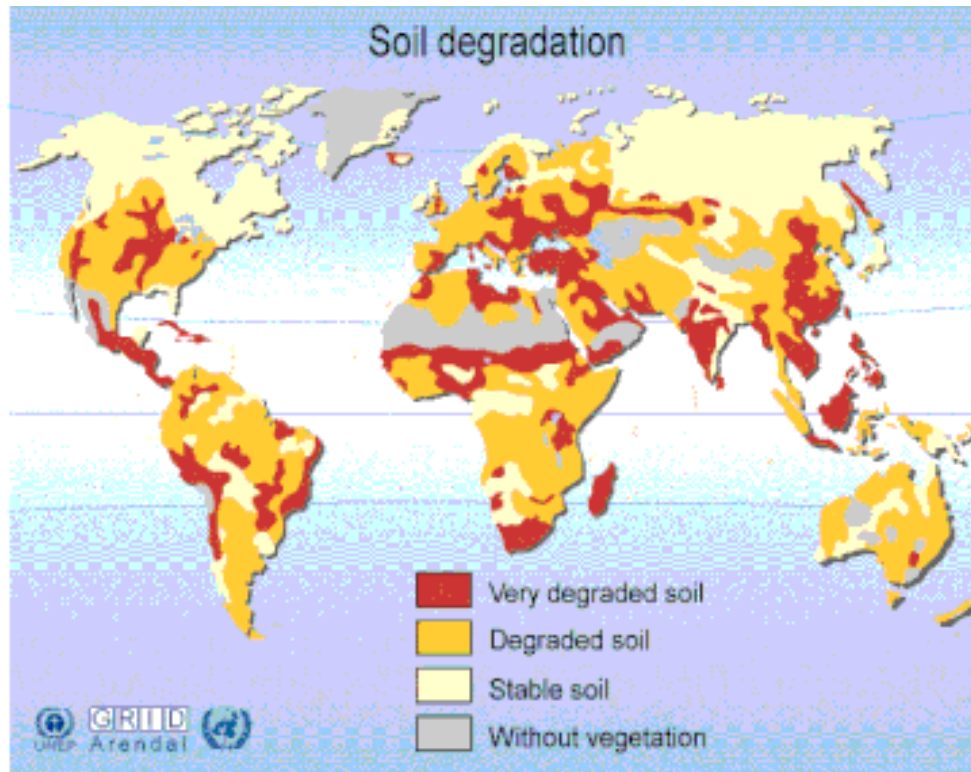 Soil degradation
Very degraded soil
Degraded soil
Stable soil
Without vegetation
UNEP
GRID
Arendal